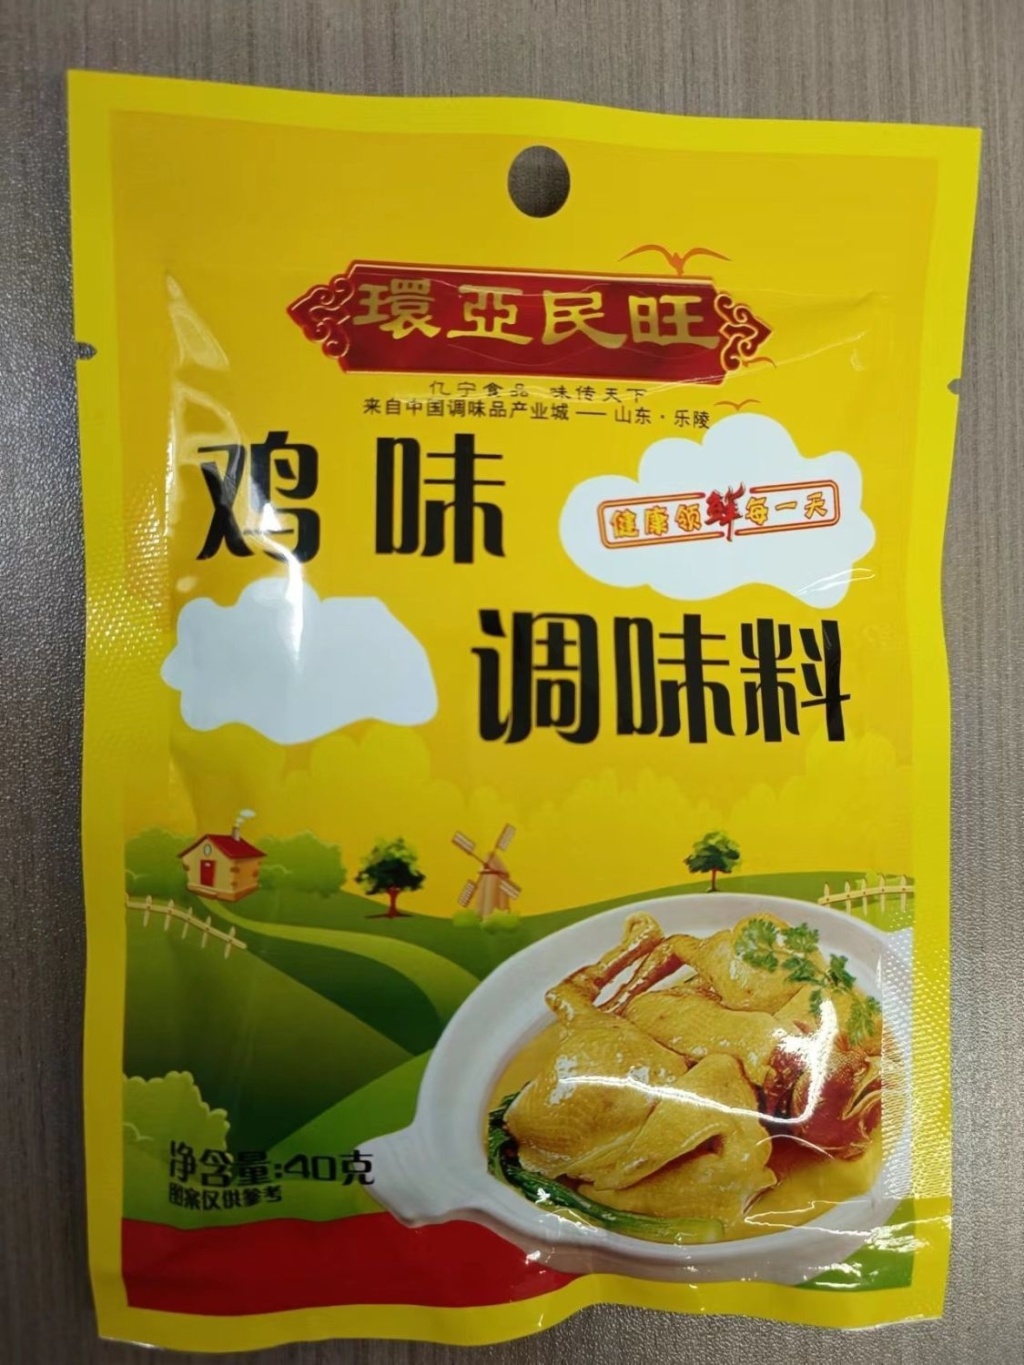 環亞民旺
亿宁食品 味传天下
来自中国调味品产业城——山东·乐陵
鸡味
健康领鲜每一天
调味料
净含量:40克
图案仅供参考